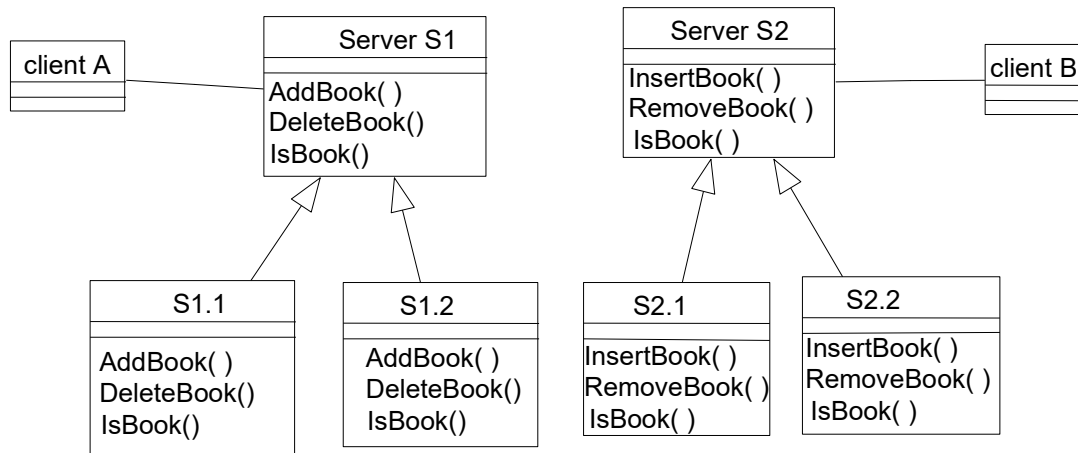 client A
Server S1
AddBook( )
DeleteBook()
IsBook()
Server S2
InsertBook( )
RemoveBook( )
IsBook( )
client B
S1.1
AddBook( )
DeleteBook()
IsBook()
S1.2
AddBook( )
DeleteBook()
IsBook()
S2.1
InsertBook( )
RemoveBook( )
IsBook( )
S2.2
InsertBook( )
RemoveBook( )
IsBook( )